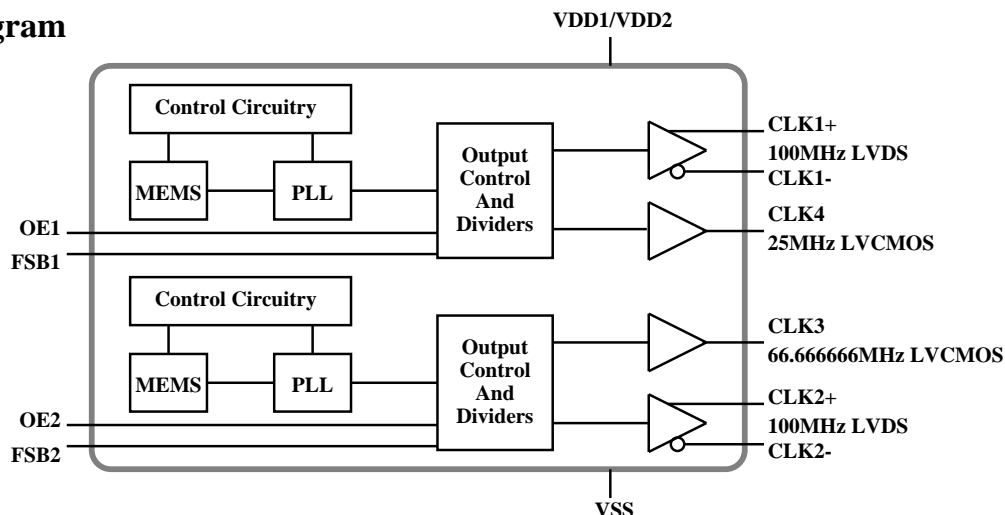 gram
VDD1/VDD2
Control Circuitry
MEMS
PLL
Output
Control
And
Dividers
CLK1+
100MHz LVDS
CLK1-
CLK4
25MHz LVCMOS
OE1
FSB1
Control Circuitry
MEMS
PLL
Output
Control
And
Dividers
CLK3
66.666666MHz LVCMOS
CLK2+
100MHz LVDS
CLK2-
OE2
FSB2
VSS